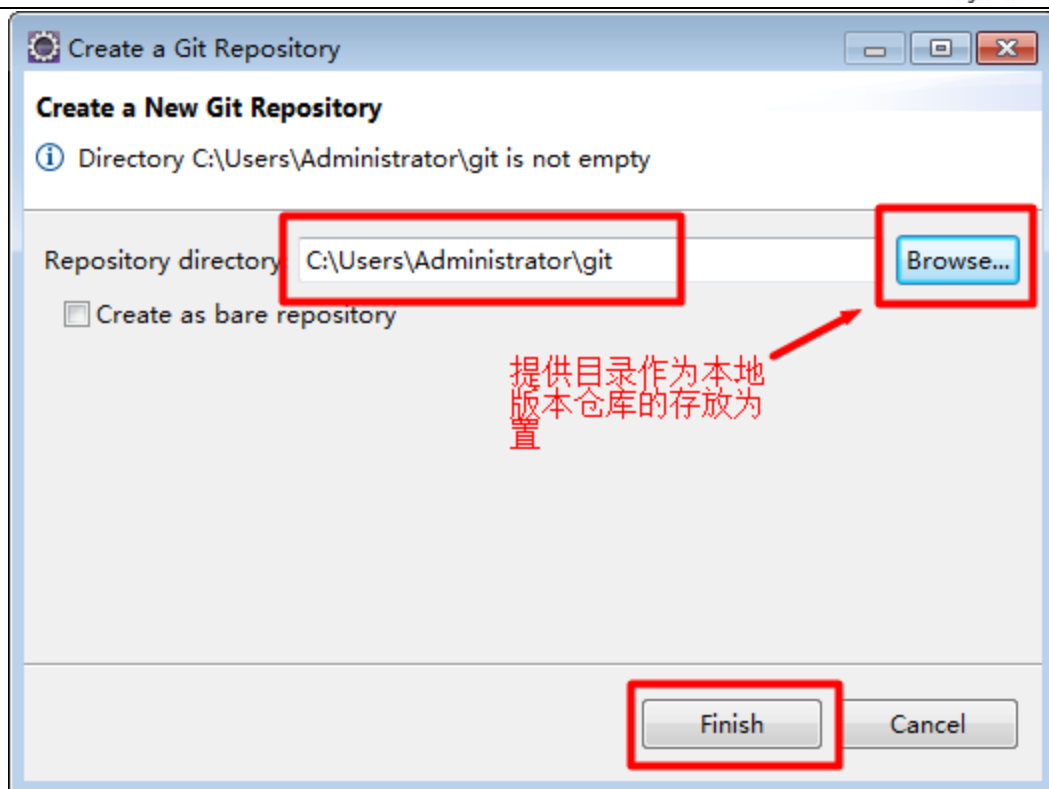 Create a Git Repository
Create a New Git Repository
Directory C:\Users\Administrator\git is not empty
Repository directory: C:\Users\Administrator\git Browse...
Create as bare repository
提供目录作为本地
版本仓库的存放为
置
Finish Cancel